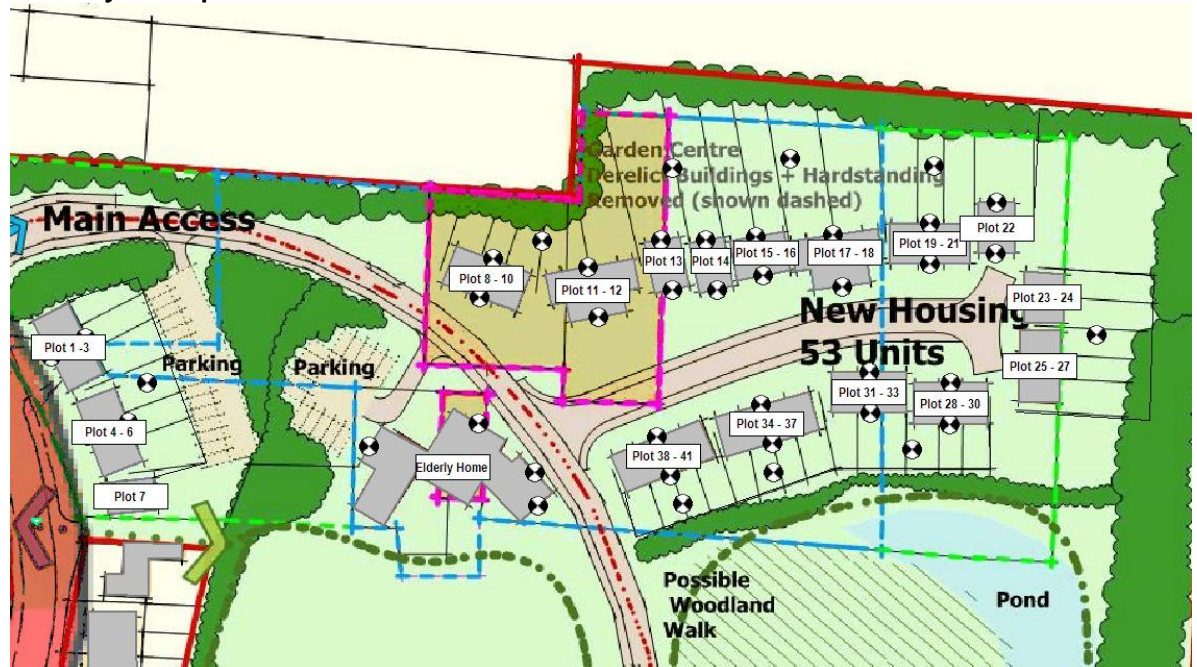 Garden Centre
Derelict Buildings + Hardstanding
Removed (shown dashed)
Main Access
Plot 22
Plot 19 - 21
Plot 13
Plot 14
Plot 15 - 16
Plot 17 - 18
Plot 8 - 10
Plot 11 - 12
Plot 23 - 24
New Housing
53 Units
Plot 1 -3
Parking
Parking
Plot 25 - 27
Plot 31 - 33
Plot 28 - 30
Plot 34 - 37
Plot 4 - 6
Plot 38 - 41
Elderly Home
Plot 7
Possible
Woodland
Walk
Pond